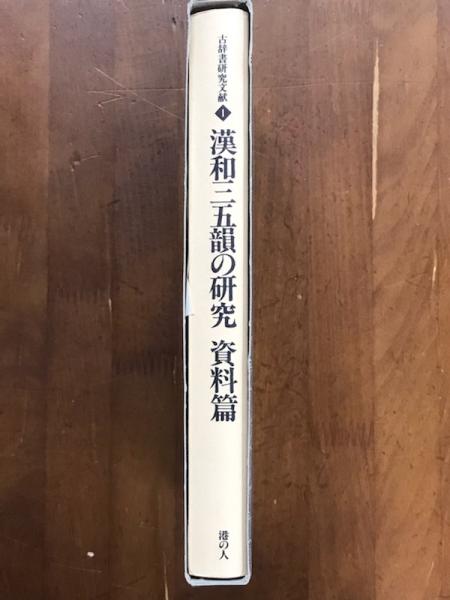 古辞書研究文献1
漢和三五韻の研究 資料篇
港の人